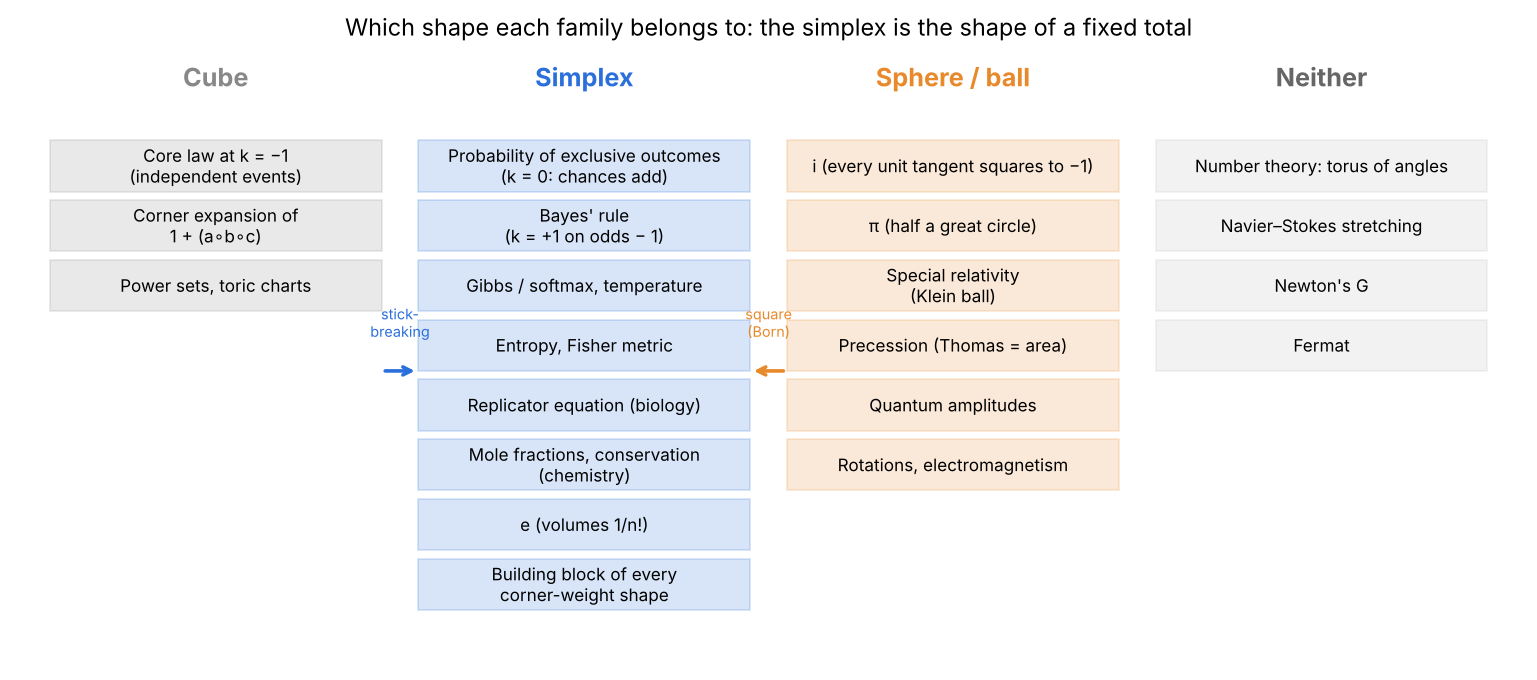 Which shape each family belongs to: the simplex is the shape of a fixed total
Cube
Core law at k = −1
(independent events)
Corner expansion of
1 + (a∘b∘c)
Power sets, toric charts
stick-
breaking
Simplex
Probability of exclusive outcomes
(k = 0: chances add)
Bayes' rule
(k = +1 on odds − 1)
Gibbs / softmax, temperature
Entropy, Fisher metric
Replicator equation (biology)
Mole fractions, conservation
(chemistry)
e (volumes 1/n!)
Building block of every
corner-weight shape
square
(Born)
Sphere / ball
i (every unit tangent squares to −1)
π (half a great circle)
Special relativity
(Klein ball)
Precession (Thomas = area)
Quantum amplitudes
Rotations, electromagnetism
Neither
Number theory: torus of angles
Navier–Stokes stretching
Newton's G
Fermat